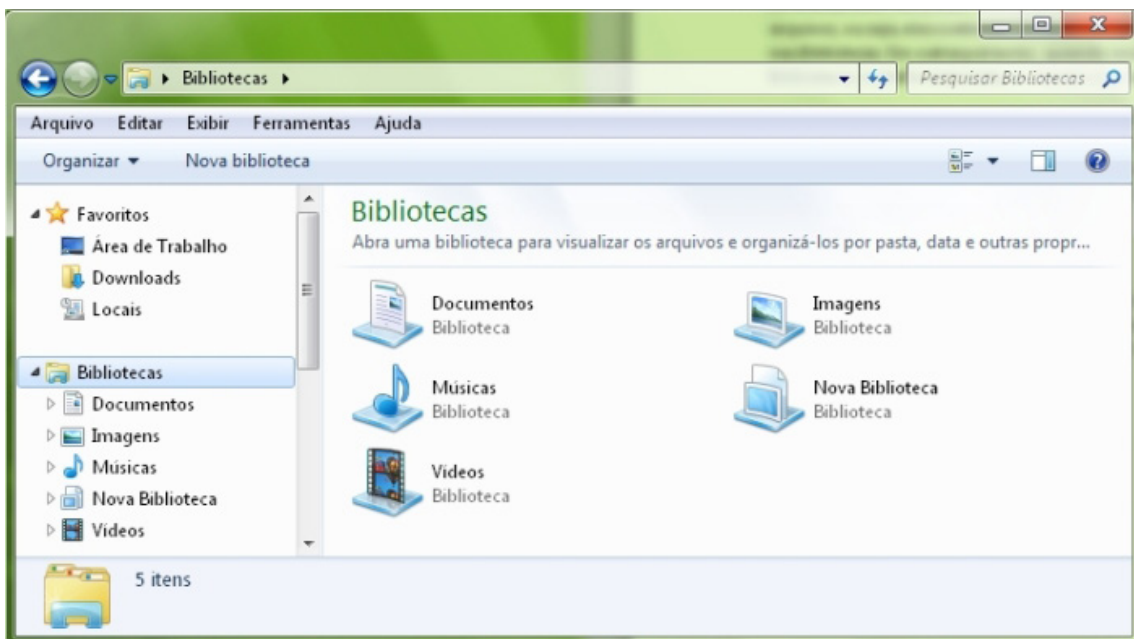 Bibliotecas
Pesquisar Bibliotecas
Arquivo Editar Exibir Ferramentas Ajuda
Organizar Nova biblioteca
Favoritos
Área de Trabalho
Downloads
Locais
Bibliotecas
Documentos
Imagens
Músicas
Nova Biblioteca
Vídeos
Bibliotecas
Abra uma biblioteca para visualizar os arquivos e organizá-los por pasta, data e outras propr...
Documentos
Biblioteca
Imagens
Biblioteca
Músicas
Biblioteca
Nova Biblioteca
Biblioteca
Vídeos
Biblioteca
5 itens